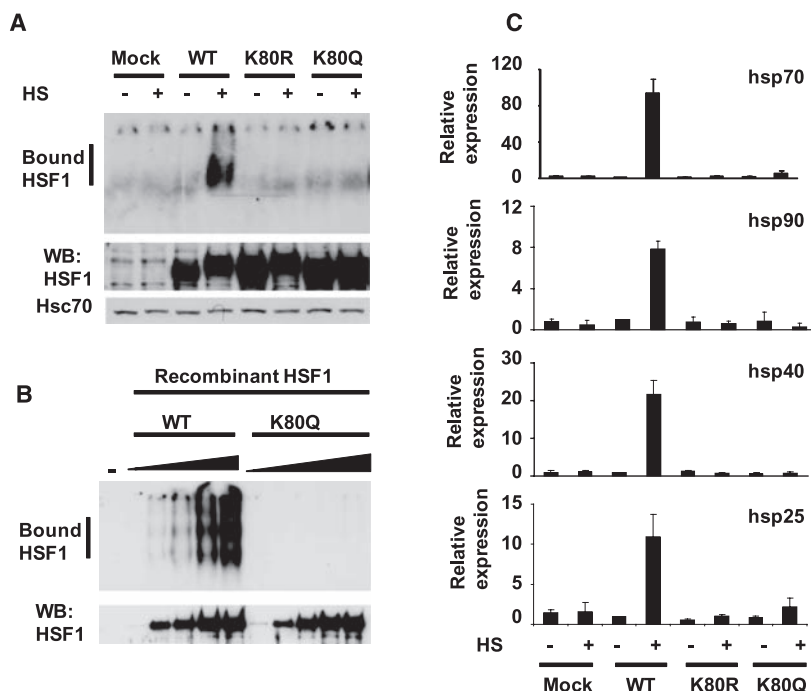 A
Mock WT K80R K80Q
HS - + - + - + - +
Bound
HSF1
WB:
HSF1
Hsc70
B
Recombinant HSF1
WT K80Q
-
Bound
HSF1
WB:
HSF1
C
hsp70
Relative
expression
120
80
40
0
hsp90
Relative
expression
12
8
4
0
hsp40
Relative
expression
30
20
10
0
hsp25
Relative
expression
15
10
5
0
HS - + - + - + - +
Mock WT K80R K80Q